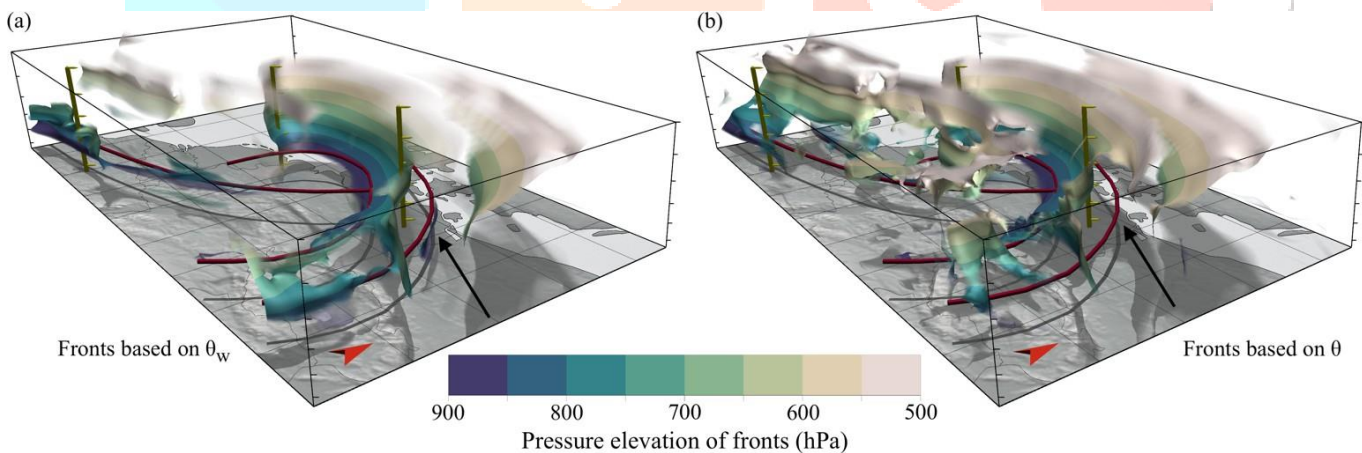 (a)
(b)
Fronts based on θw
Fronts based on θ
900 800 700 600 500
Pressure elevation of fronts (hPa)